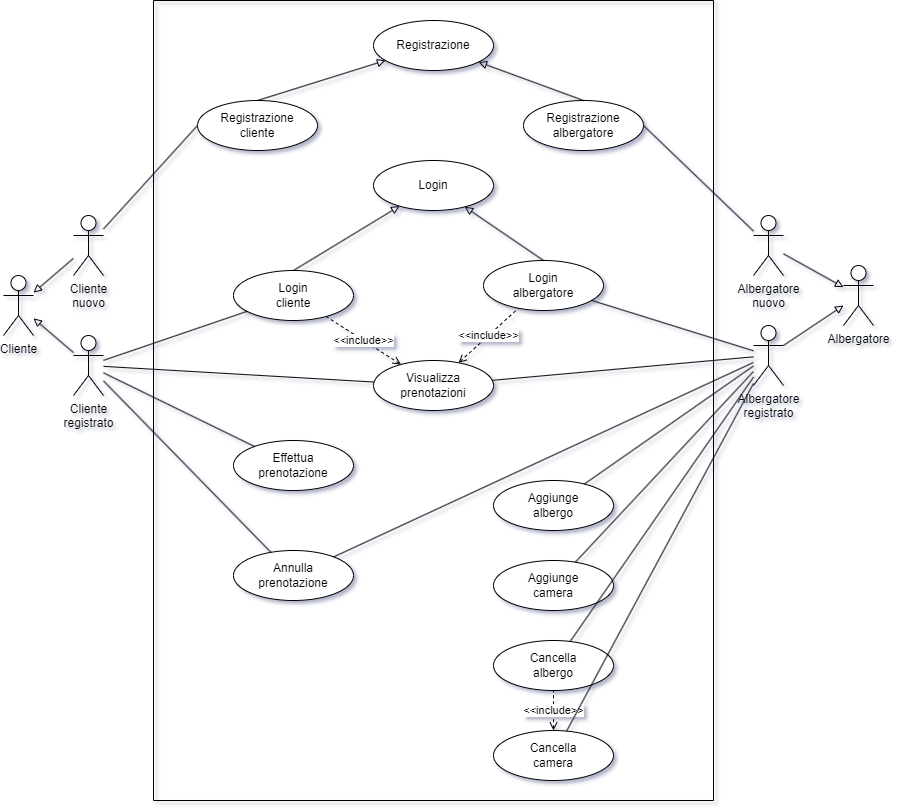 Registrazione
Registrazione
cliente
Registrazione
albergatore
Login
Cliente
nuovo
Albergatore
nuovo
Login
cliente
Login
albergatore
Cliente
Albergatore
<<include>>
<<include>>
Visualizza
prenotazioni
Cliente
registrato
Albergatore
registrato
Effettua
prenotazione
Aggiunge
albergo
Annulla
prenotazione
Aggiunge
camera
Cancella
albergo
<<include>>
Cancella
camera